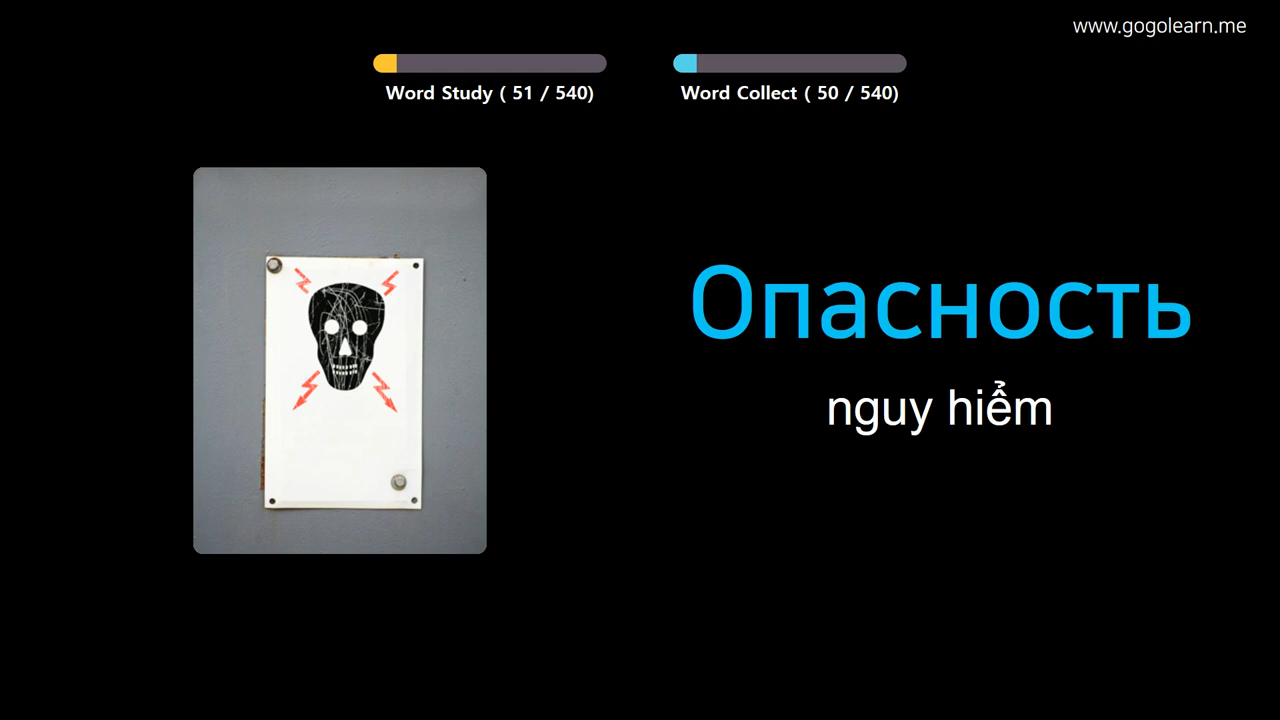 www.gogolearn.me
Word Study ( 51 / 540)
Word Collect ( 50 / 540)
Опасность
nguy hiểm